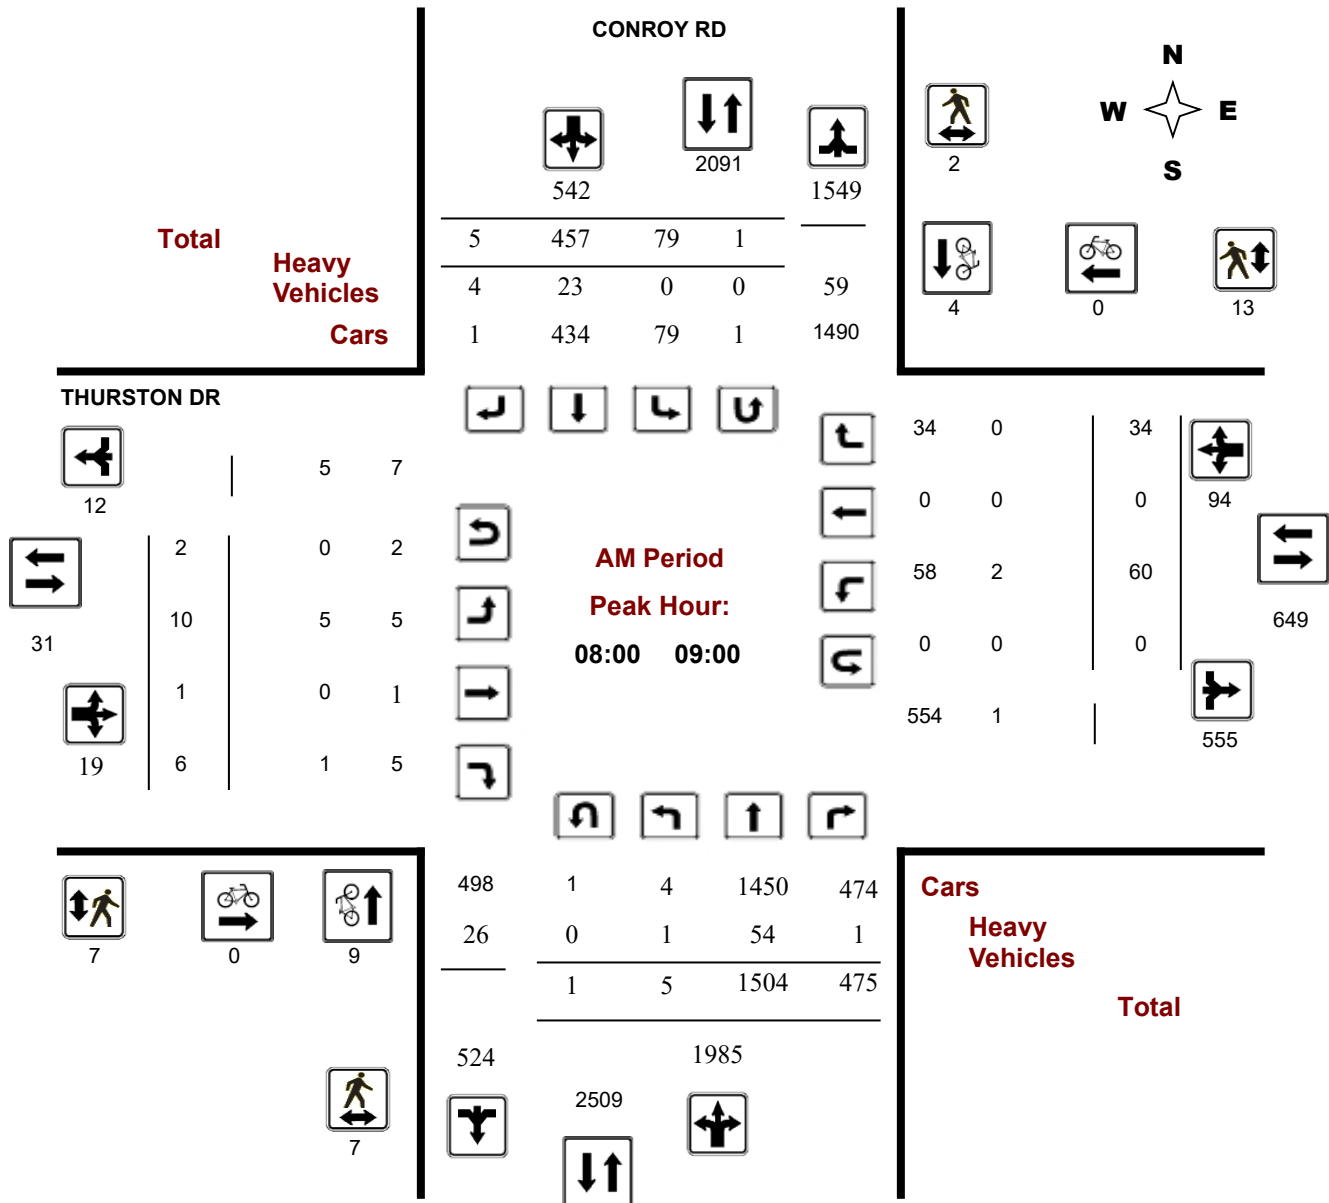 CONROY RD
N
W E
S
542
2091
1549
2
Total
5 457 79 1
Heavy
Vehicles
4 23 0 0 59
4 0 13
Cars
1 434 79 1 1490
THURSTON DR
12
5 7
2 0 2
31
10 5 5
1 0 1
19
6 1 5
AM Period
Peak Hour:
08:00 09:00
34 0 34
0 0 0
94
58 2 60
649
0 0 0
554 1
555
7 0 9
498 1 4 1450 474
26 0 1 54 1
1 5 1504 475
Cars
Heavy
Vehicles
Total
524
1985
2509
7